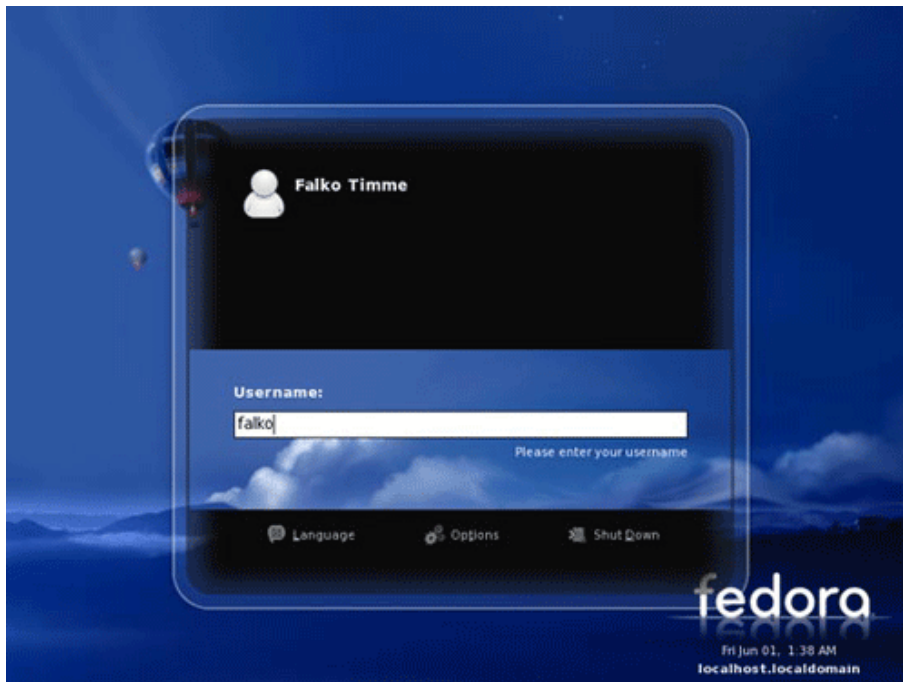 Falko Timme
Username:
falko
Please enter your username
Language
Options
Shut Down
fedora
Fri Jun 01, 1:38 AM
localhost.localdomain